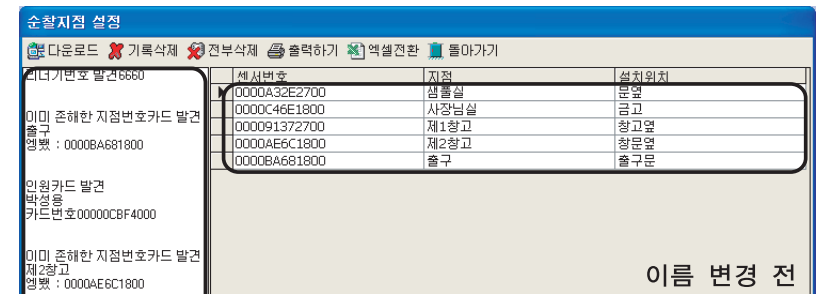 순찰지점 설정
다운로드 기록삭제 전부삭제 출력하기 엑셀전환 돌아가기
리더기번호 발견6660
이미 존해한 지점번호카드 발견
출구
엥뾌 : 0000BA681800
인원카드 발견
박성용
카드번호00000CBF4000
이미 존해한 지점번호카드 발견
제2창고
엥뾌 : 0000AE6C1800
센서번호 지점 설치위치
0000A32E2700 샘플실 문옆
0000C46E1800 사장님실 금고
000091372700 제1창고 창고옆
0000AE6C1800 제2창고 창문옆
0000BA681800 출구 출구문
이름 변경 전